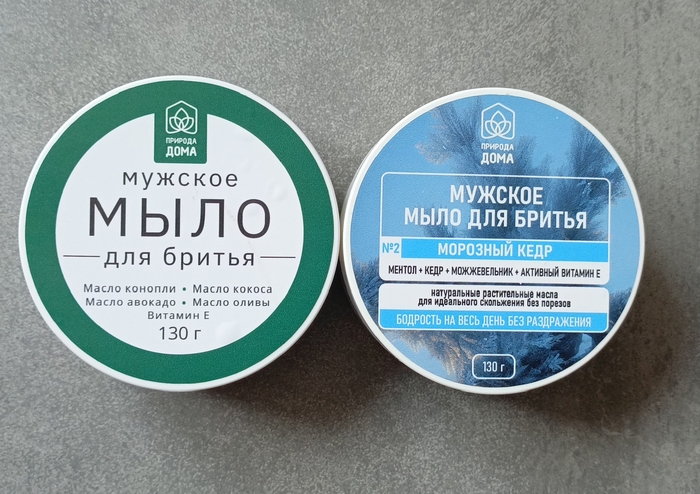 ПРИРОДА
ДОМА
мужское
МЫЛО
для бритья
Масло конопли • Масло кокоса
Масло авокадо • Масло оливы
Витамин Е
130 г
ПРИРОДА
ДОМА
МУЖСКОЕ
МЫЛО ДЛЯ БРИТЬЯ
№2 МОРОЗНЫЙ КЕДР
МЕНТОЛ + КЕДР + МОЖЖЕВЕЛЬНИК + АКТИВНЫЙ ВИТАМИН Е
натуральные растительные масла
для идеального скольжения без порезов
БОДРОСТЬ НА ВЕСЬ ДЕНЬ БЕЗ РАЗДРАЖЕНИЯ
130 г